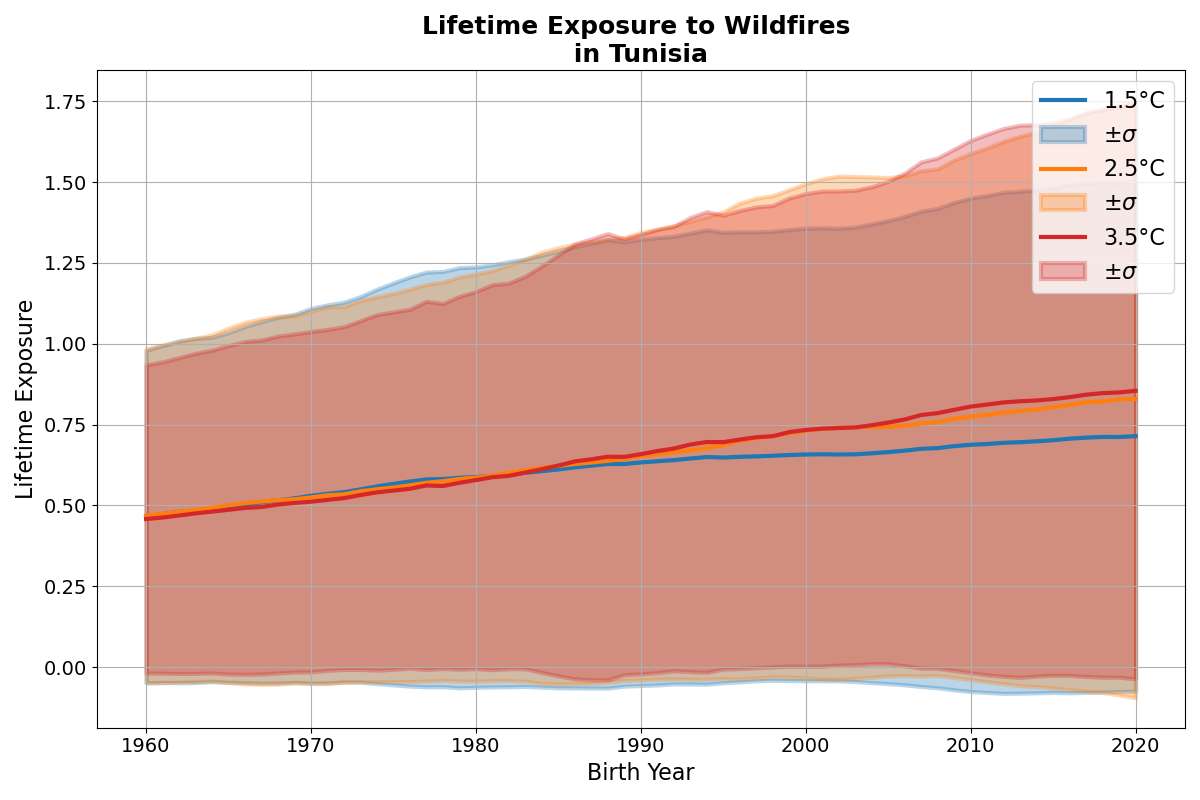 Lifetime Exposure to Wildfires
in Tunisia
1.75
1.50
1.25
1.00
0.75
0.50
0.25
0.00
Lifetime Exposure
1960
1970
1980
1990
2000
2010
2020
Birth Year
1.5°C
±σ
2.5°C
±σ
3.5°C
±σ